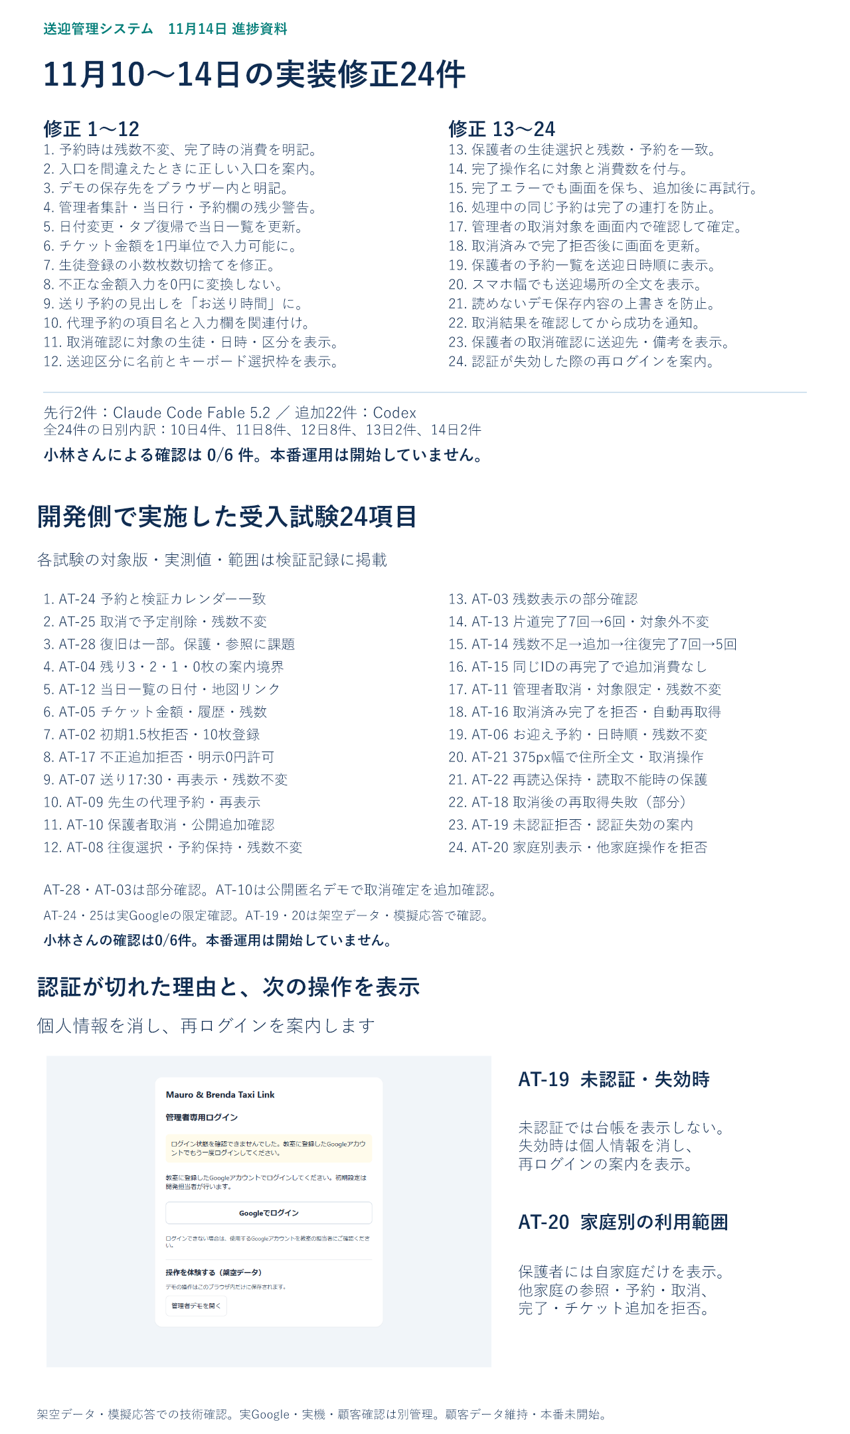 送迎管理システム　11月14日 進捗資料
11月10〜14日の実装修正24件
修正 1〜12
1. 予約時は残数不変、完了時の消費を明記。
2. 入口を間違えたときに正しい入口を案内。
3. デモの保存先をブラウザー内と明記。
4. 管理者集計・当日行・予約欄の残少警告。
5. 日付変更・タブ復帰で当日一覧を更新。
6. チケット金額を1円単位で入力可能に。
7. 生徒登録の小数枚数切捨てを修正。
8. 不正な金額入力を0円に変換しない。
9. 送り予約の見出しを「お送り時間」に。
10. 代理予約の項目名と入力欄を関連付け。
11. 取消確認に対象の生徒・日時・区分を表示。
12. 送迎区分に名前とキーボード選択枠を表示。
修正 13〜24
13. 保護者の生徒選択と残数・予約を一致。
14. 完了操作名に対象と消費数を付与。
15. 完了エラーでも画面を保ち、追加後に再試行。
16. 処理中の同じ予約は完了の連打を防止。
17. 管理者の取消対象を画面内で確認して確定。
18. 取消済みで完了拒否後に画面を更新。
19. 保護者の予約一覧を送迎日時順に表示。
20. スマホ幅でも送迎場所の全文を表示。
21. 読めないデモ保存内容の上書きを防止。
22. 取消結果を確認してから成功を通知。
23. 保護者の取消確認に送迎先・備考を表示。
24. 認証が失効した際の再ログインを案内。
先行2件：Claude Code Fable 5.2 ／ 追加22件：Codex
全24件の日別内訳：10日4件、11日8件、12日8件、13日2件、14日2件
小林さんによる確認は 0/6 件。本番運用は開始していません。
開発側で実施した受入試験24項目
各試験の対象版・実測値・範囲は検証記録に掲載
1. AT-24 予約と検証カレンダー一致
2. AT-25 取消で予定削除・残数不変
3. AT-28 復旧は一部。保護・参照に課題
4. AT-04 残り3・2・1・0枚の案内境界
5. AT-12 当日一覧の日付・地図リンク
6. AT-05 チケット金額・履歴・残数
7. AT-02 初期1.5枚拒否・10枚登録
8. AT-17 不正追加拒否・明示0円許可
9. AT-07 送り17:30・再表示・残数不変
10. AT-09 先生の代理予約・再表示
11. AT-10 保護者取消・公開追加確認
12. AT-08 往復選択・予約保持・残数不変
13. AT-03 残数表示の部分確認
14. AT-13 片道完了7回→6回・対象外不変
15. AT-14 残数不足→追加→往復完了7回→5回
16. AT-15 同じIDの再完了で追加消費なし
17. AT-11 管理者取消・対象限定・残数不変
18. AT-16 取消済み完了を拒否・自動再取得
19. AT-06 お迎え予約・日時順・残数不変
20. AT-21 375px幅で住所全文・取消操作
21. AT-22 再読込保持・読取不能時の保護
22. AT-18 取消後の再取得失敗（部分）
23. AT-19 未認証拒否・認証失効の案内
24. AT-20 家庭別表示・他家庭操作を拒否
AT-28・AT-03は部分確認。AT-10は公開匿名デモで取消確定を追加確認。
AT-24・25は実Googleの限定確認。AT-19・20は架空データ・模擬応答で確認。
小林さんの確認は0/6件。本番運用は開始していません。
認証が切れた理由と、次の操作を表示
個人情報を消し、再ログインを案内します
Mauro & Brenda Taxi Link
管理者専用ログイン
ログイン状態を確認できませんでした。教室に登録したGoogleアカウ
ントでもう一度ログインしてください。
教室に登録したGoogleアカウントでログインしてください。初期設定は
開発担当者が行います。
Googleでログイン
ログインできない場合は、使用するGoogleアカウントを教室の担当者にご確認くださ
い。
操作を体験する（架空データ）
デモの操作はこのブラウザ内だけに保存されます。
管理者デモを開く
AT-19 未認証・失効時
未認証では台帳を表示しない。
失効時は個人情報を消し、
再ログインの案内を表示。
AT-20 家庭別の利用範囲
保護者には自家庭だけを表示。
他家庭の参照・予約・取消、
完了・チケット追加を拒否。
架空データ・模擬応答での技術確認。実Google・実機・顧客確認は別管理。顧客データ維持・本番未開始。